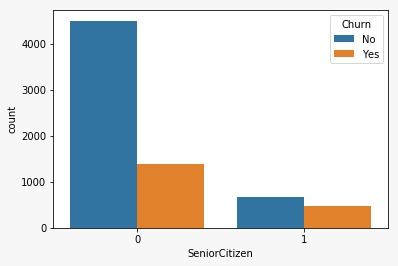 Churn
No
Yes
4000
3000
2000
1000
0
count
0 1
SeniorCitizen